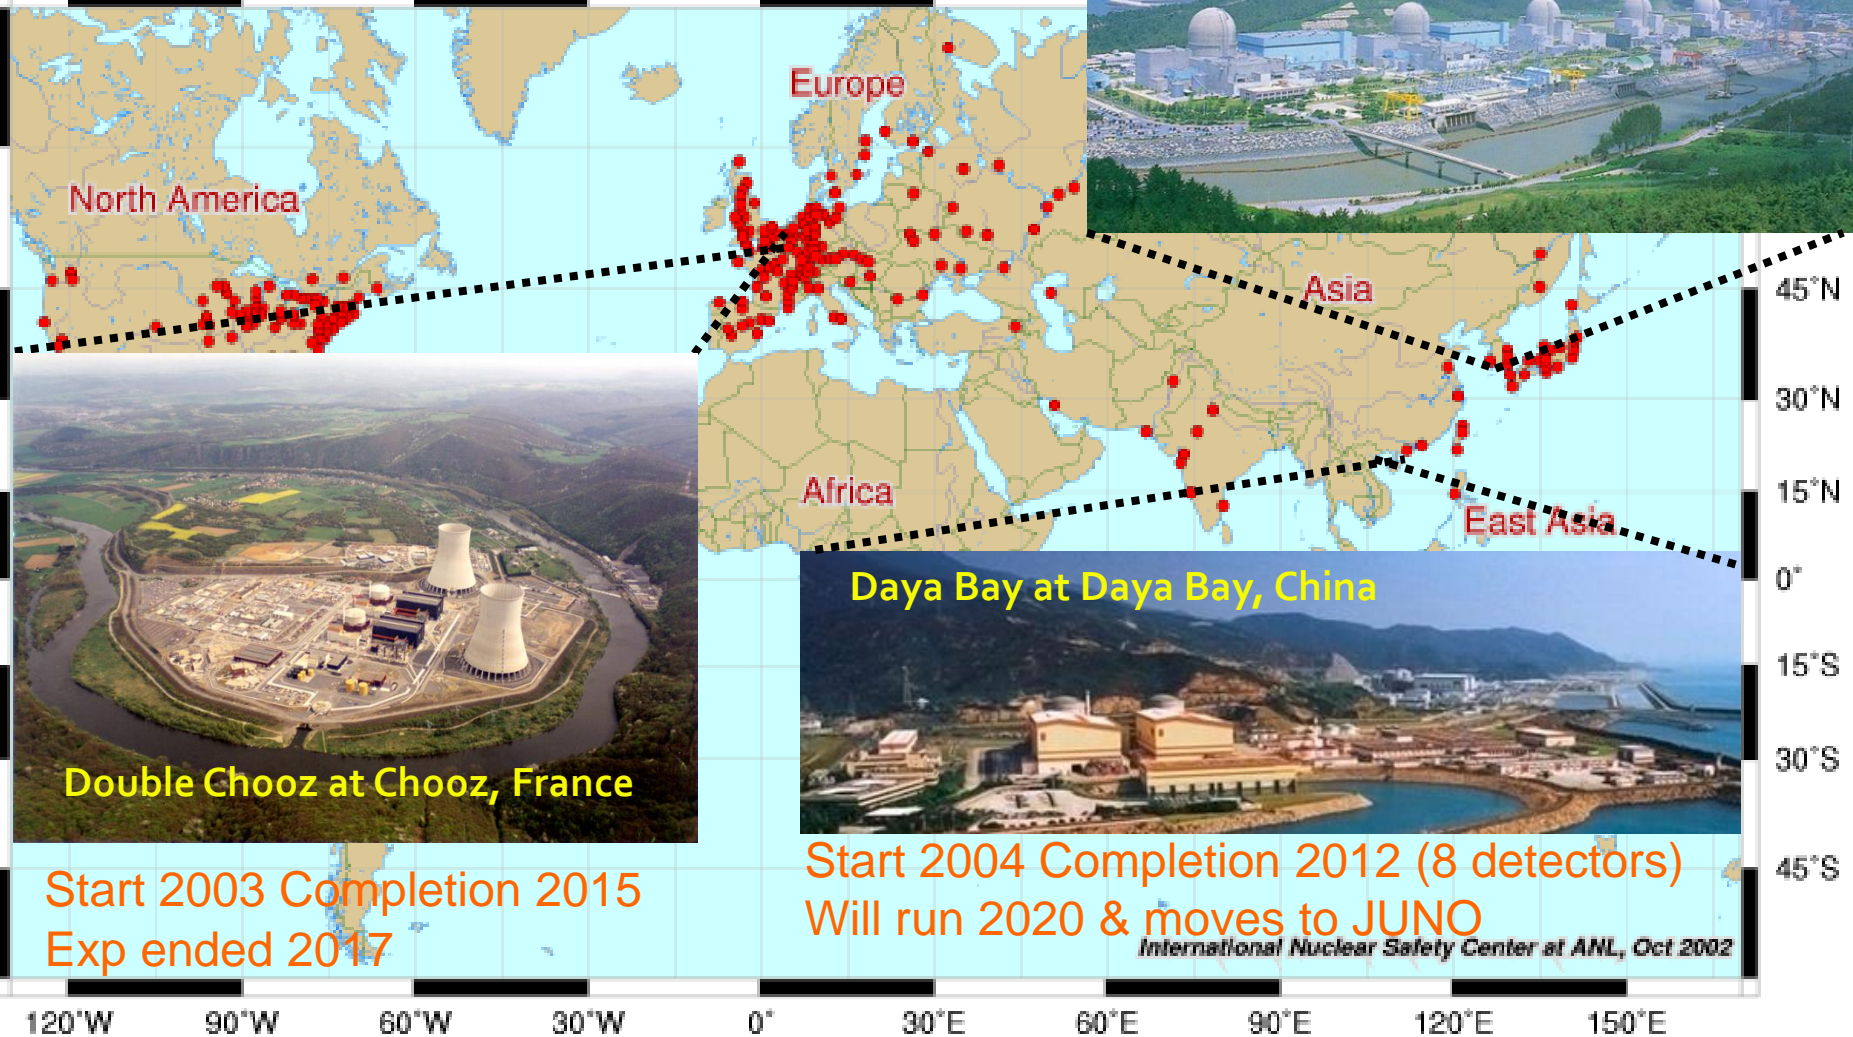 Europe
North America
Asia
45°N
30°N
Africa
15°N
East Asia
0°
Daya Bay at Daya Bay, China
15°S
30°S
Double Chooz at Chooz, France
Start 2004 Completion 2012 (8 detectors)
45°S
Start 2003 Completion 2015
Will run 2020 & moves to JUNO
Exp ended 2017
International Nuclear Safety Center at ANL, Oct 2002
120°W 90°W 60°W 30°W 0° 30°E 60°E 90°E 120°E 150°E